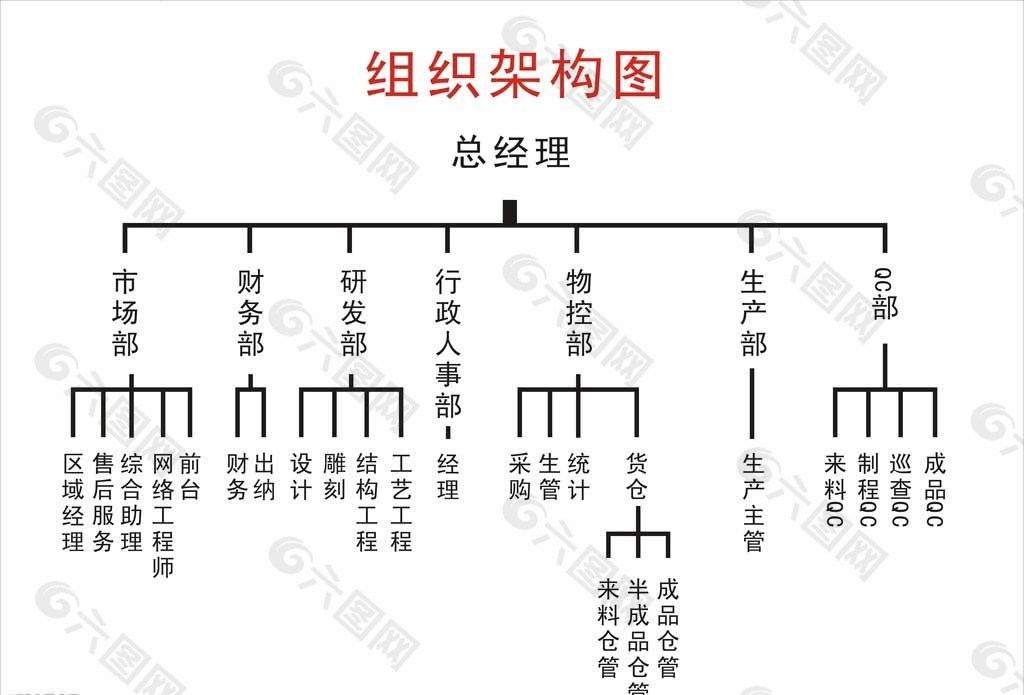 组织架构图
总经理
市场部
财务部
研发部
行政人事部
物控部
生产部
QC部
区域经理
售后服务
综合助理
网络工程师
前台
财务
出纳
设计
雕刻
结构工程
工艺工程
经理
采购
生管
统计
货仓
生产主管
来料QC
制程QC
巡查QC
成品QC
来料仓管
半成品仓管
成品仓管
六图网